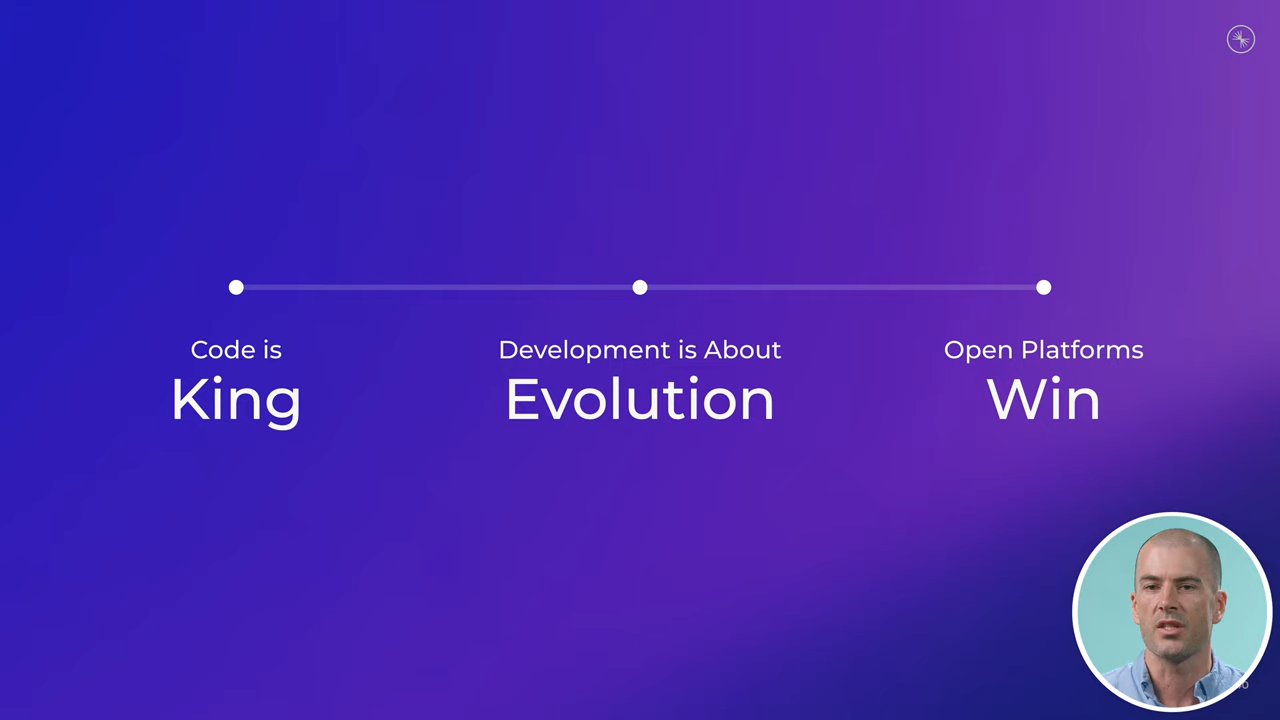 Code is
King
Development is About
Evolution
Open Platforms
Win